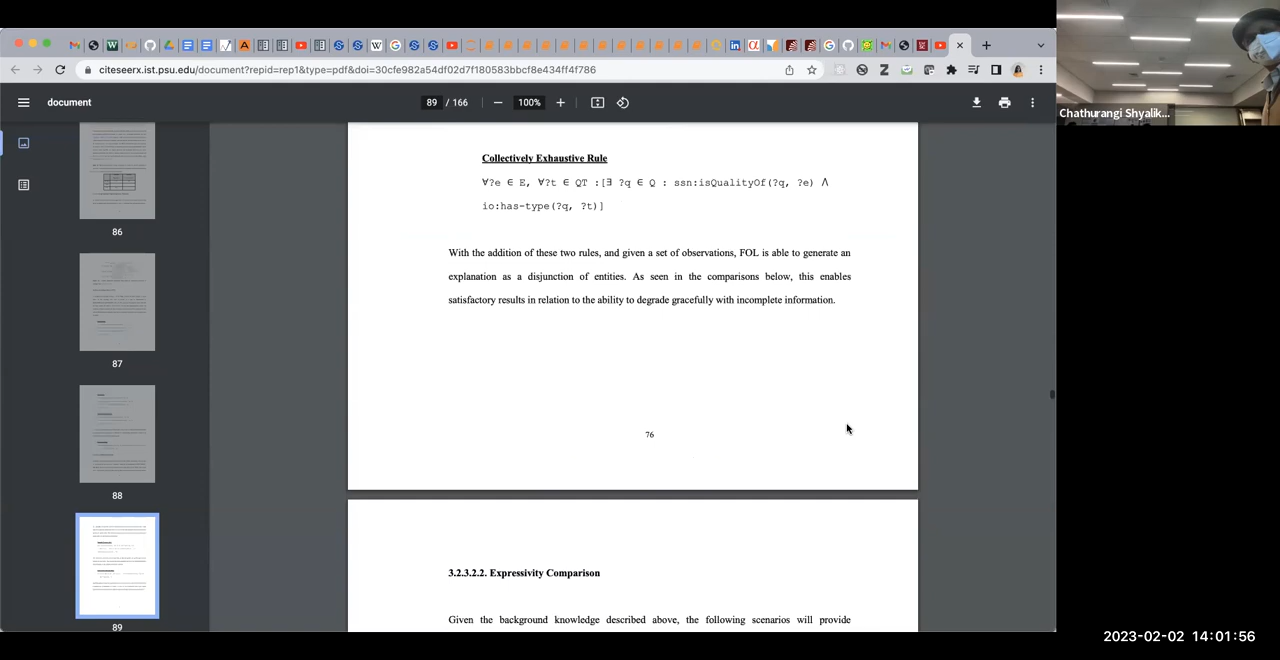 citeseerx.ist.psu.edu/document?repid=rep1&type=pdf&doi=30cfe982a54df02d7f180583bbcf8e434ff4f786
document
89 / 166
100%
Chathurangi Shyalik...
86
87
88
89
Collectively Exhaustive Rule
∀?e ∈ E, ∀?t ∈ QT :[∃ ?q ∈ Q : ssn:isQualityOf(?q, ?e) Λ
io:has-type(?q, ?t)]
With the addition of these two rules, and given a set of observations, FOL is able to generate an
explanation as a disjunction of entities. As seen in the comparisons below, this enables
satisfactory results in relation to the ability to degrade gracefully with incomplete information.
76
3.2.3.2.2. Expressivity Comparison
Given the background knowledge described above, the following scenarios will provide
2023-02-02 14:01:56